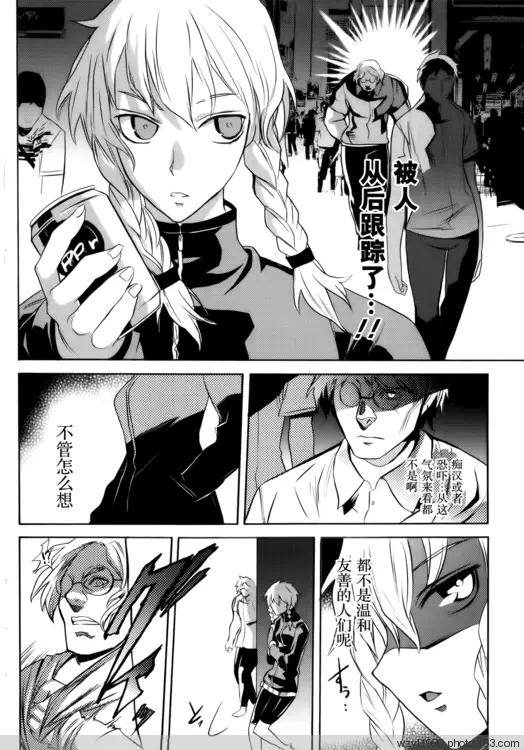 被人
从后跟踪了…!!
PPr
痴汉或者
恐吓…从这
气氛来看都
不是啊
不管怎么想
都不是温和
友善的人们呢
すぅ…